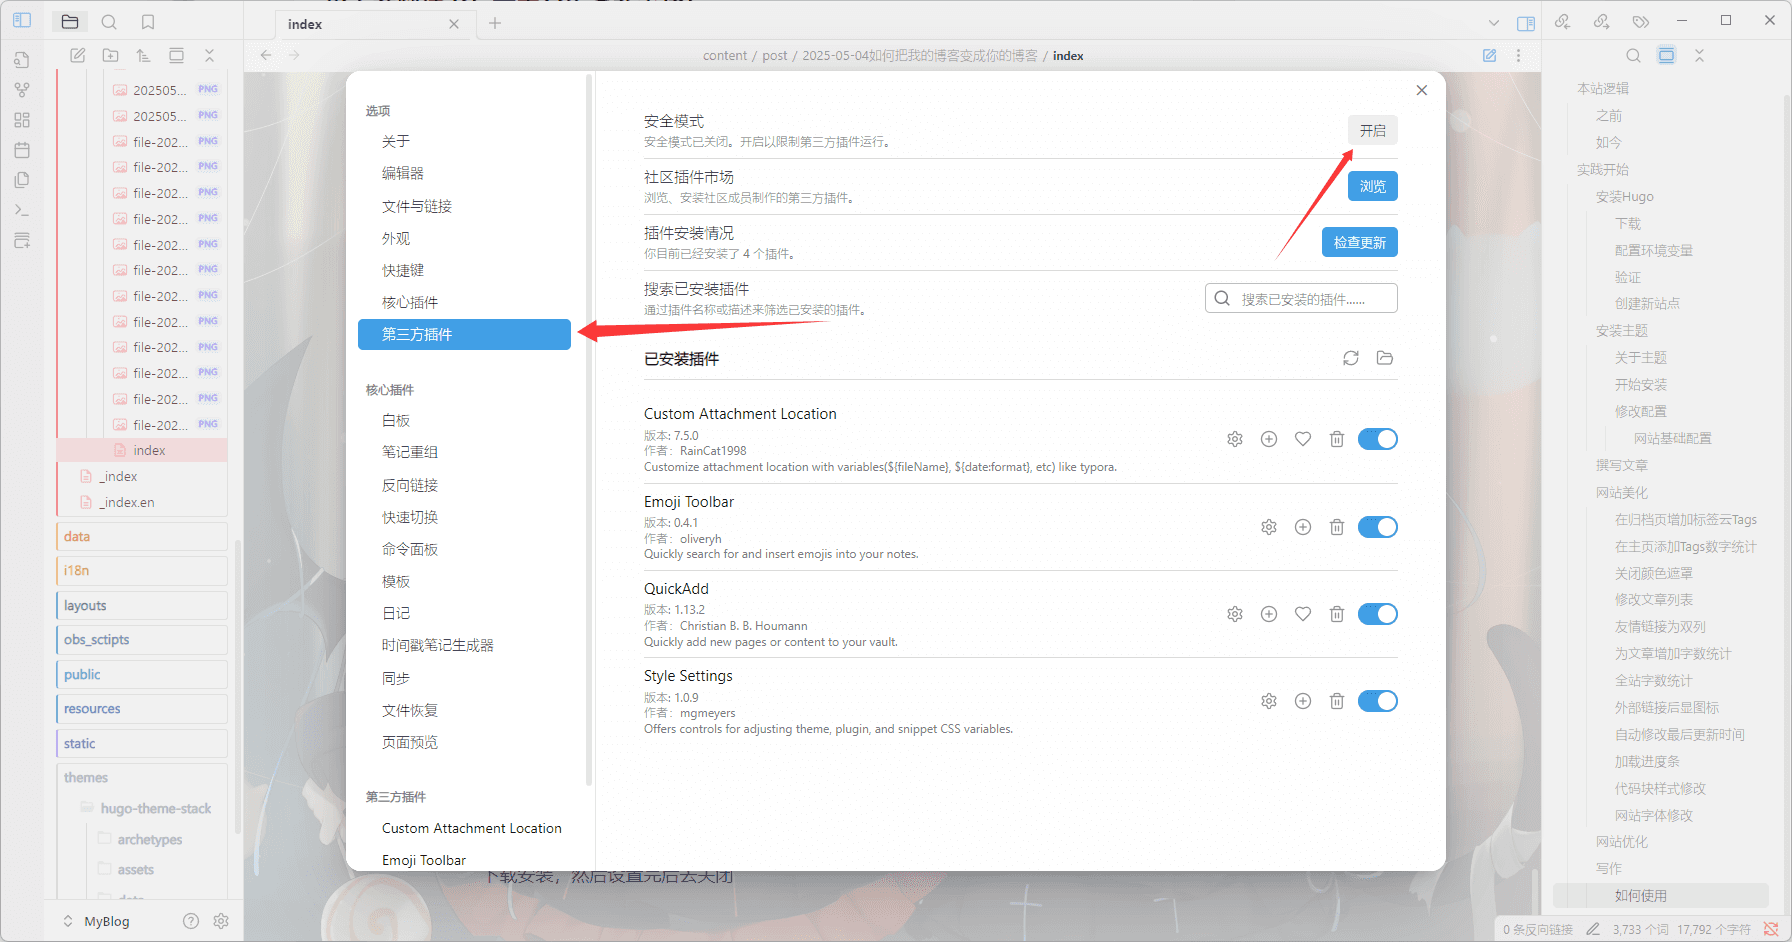 index
content / post / 2025-05-04如何把我的博客变成你的博客 / index
202505... PNG
202505... PNG
file-202... PNG
file-202... PNG
file-202... PNG
file-202... PNG
file-202... PNG
file-202... PNG
file-202... PNG
file-202... PNG
file-202... PNG
file-202... PNG
file-202... PNG
file-202... PNG
index
_index
_index.en
data
i18n
layouts
obs_sctipts
public
resources
static
themes
hugo-theme-stack
archetypes
assets
MyBlog
选项
关于
编辑器
文件与链接
外观
快捷键
核心插件
第三方插件
核心插件
白板
笔记重组
反向链接
快速切换
命令面板
模板
日记
时间戳笔记生成器
同步
文件恢复
页面预览
第三方插件
Custom Attachment Location
Emoji Toolbar
安全模式
安全模式已关闭。开启以限制第三方插件运行。
开启
社区插件市场
浏览、安装社区成员制作的第三方插件。
浏览
插件安装情况
你目前已经安装了 4 个插件。
检查更新
搜索已安装插件
通过插件名称或描述来筛选已安装的插件。
搜索已安装的插件......
已安装插件
Custom Attachment Location
版本: 7.5.0
作者：RainCat1998
Customize attachment location with variables(${fileName}, ${date:format}, etc) like typora.
Emoji Toolbar
版本: 0.4.1
作者：oliveryh
Quickly search for and insert emojis into your notes.
QuickAdd
版本: 1.13.2
作者：Christian B. B. Houmann
Quickly add new pages or content to your vault.
Style Settings
版本: 1.0.9
作者：mgmeyers
Offers controls for adjusting theme, plugin, and snippet CSS variables.
下载安装，然后设置完后去关闭
本站逻辑
之前
如今
实践开始
安装Hugo
下载
配置环境变量
验证
创建新站点
安装主题
关于主题
开始安装
修改配置
网站基础配置
撰写文章
网站美化
在归档页增加标签云Tags
在主页添加Tags数字统计
关闭颜色遮罩
修改文章列表
友情链接为双列
为文章增加字数统计
全站字数统计
外部链接后显图标
自动修改最后更新时间
加载进度条
代码块样式修改
网站字体修改
网站优化
写作
如何使用
0 条反向链接 3,733 个词 17,792 个字符